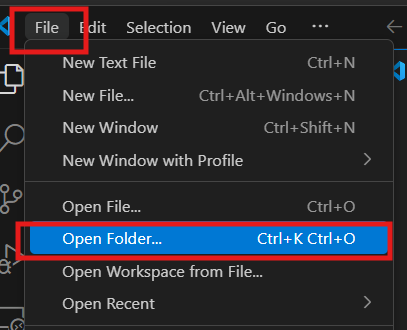 File Edit Selection View Go ...
New Text File Ctrl+N
New File... Ctrl+Alt+Windows+N
New Window Ctrl+Shift+N
New Window with Profile
Open File... Ctrl+O
Open Folder... Ctrl+K Ctrl+O
Open Workspace from File...
Open Recent